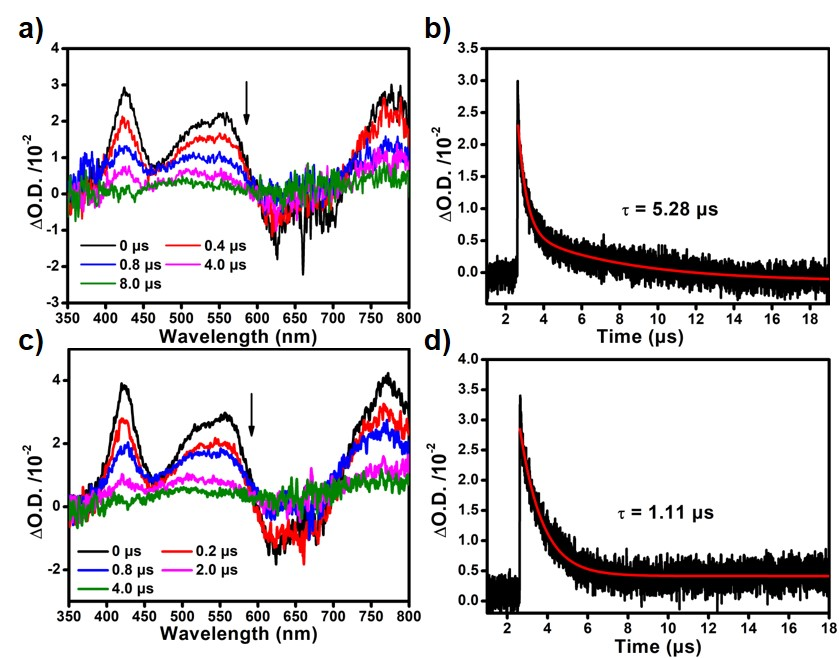 a)
b)
ΔO.D. /10⁻²
4
3
2
1
0
-1
-2
-3
0 μs 0.4 μs
0.8 μs 4.0 μs
8.0 μs
350 400 450 500 550 600 650 700 750 800
Wavelength (nm)
ΔO.D. /10⁻²
3.5
3.0
2.5
2.0
1.5
1.0
0.5
0.0
τ = 5.28 μs
2 4 6 8 10 12 14 16 18
Time (μs)
c)
d)
ΔO.D. /10⁻²
4
2
0
-2
0 μs 0.2 μs
0.8 μs 2.0 μs
4.0 μs
350 400 450 500 550 600 650 700 750 800
Wavelength (nm)
ΔO.D. /10⁻²
4.0
3.5
3.0
2.5
2.0
1.5
1.0
0.5
0.0
τ = 1.11 μs
2 4 6 8 10 12 14 16 18
Time (μs)